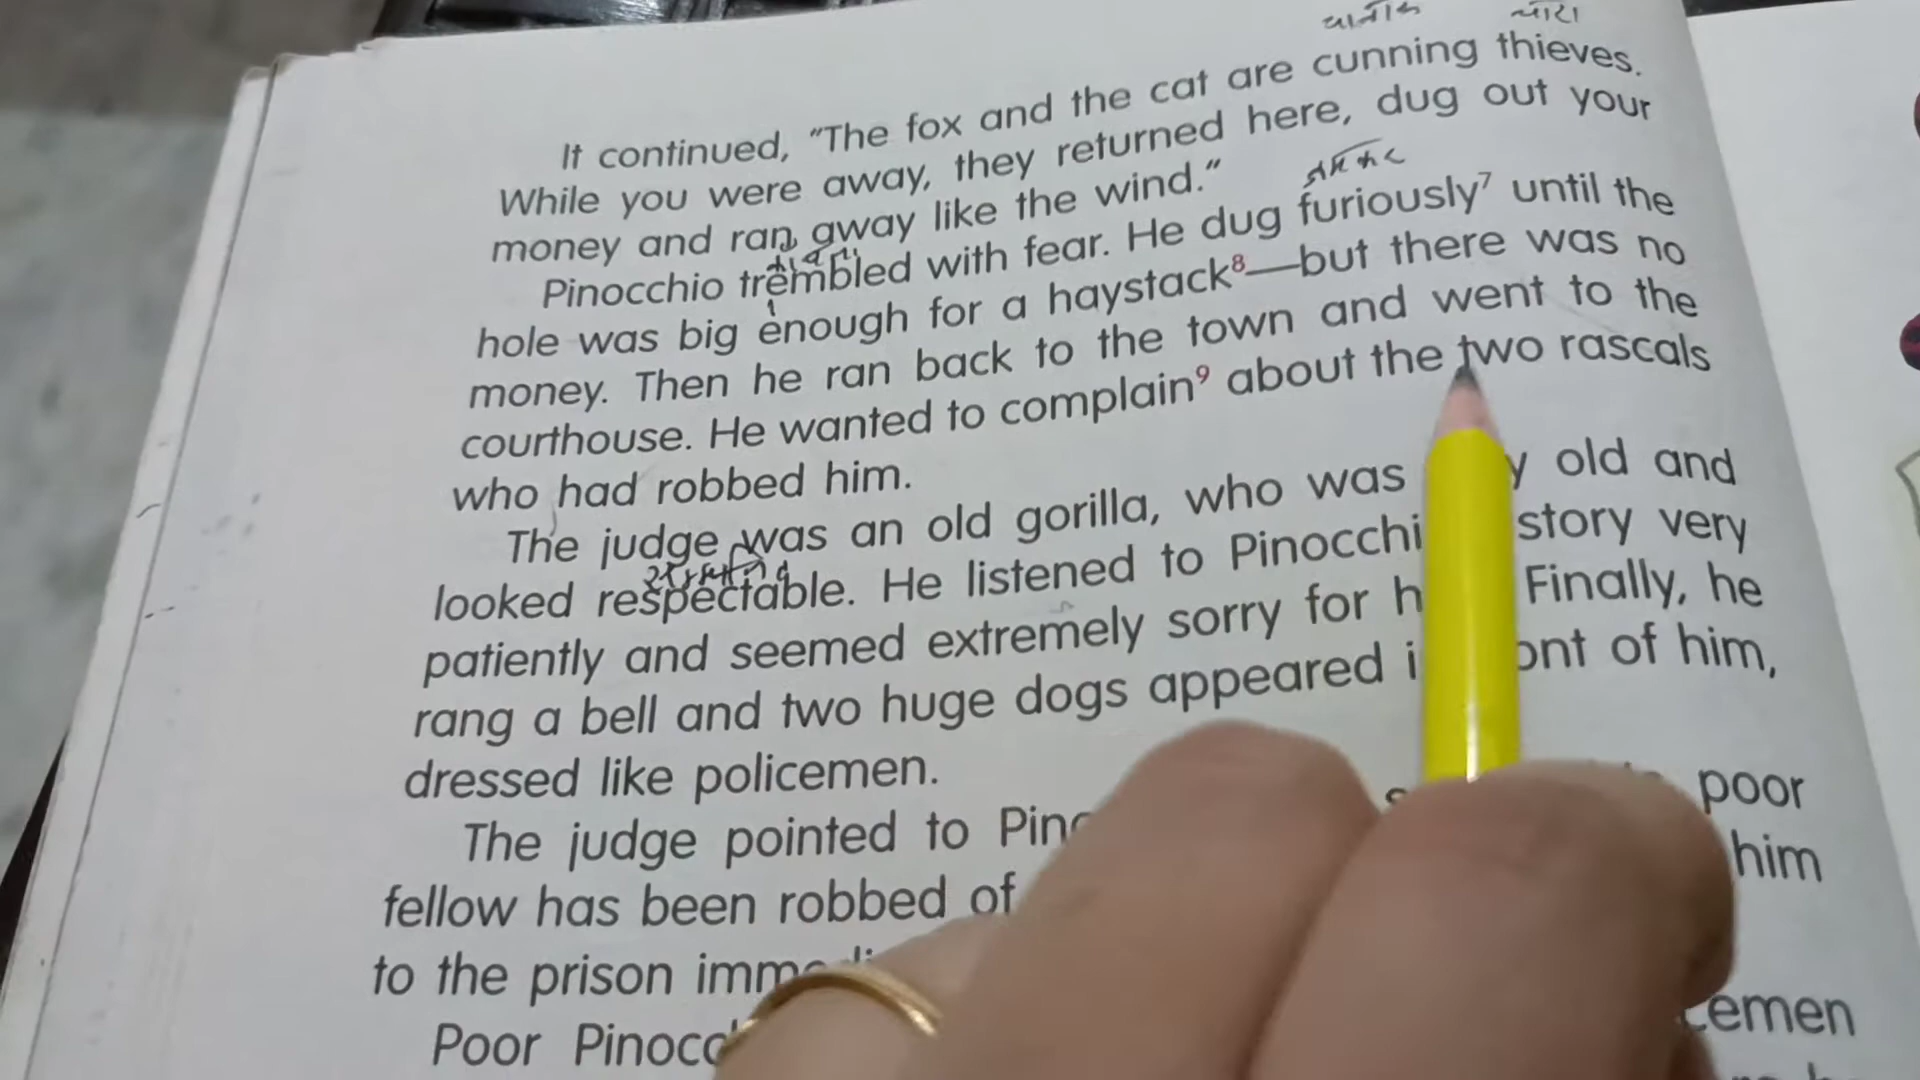 It continued, "The fox and the cat are cunning thieves.
While you were away, they returned here, dug out your
money and ran away like the wind."
Pinocchio trembled with fear. He dug furiously7 until the
hole was big enough for a haystack8—but there was no
money. Then he ran back to the town and went to the
courthouse. He wanted to complain9 about the two rascals
who had robbed him.
The judge was an old gorilla, who was old and
looked respectable. He listened to Pinocchi story very
patiently and seemed extremely sorry for Finally, he
rang a bell and two huge dogs appeared of him,
dressed like policemen.
The judge pointed to poor
fellow has been robbed of him
to the prison
Poor